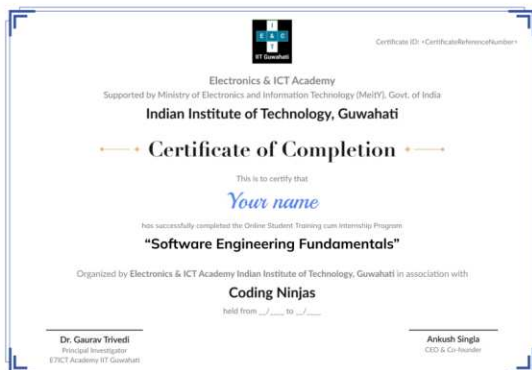 Certificate ID: <CertificateReferenceNumber>
I
E & C
T
IIT Guwahati
Electronics & ICT Academy
Supported by Ministry of Electronics and Information Technology (MeitY), Govt. of India
Indian Institute of Technology, Guwahati
Certificate of Completion
This is to certify that
Your name
has successfully completed the Online Student Training cum Internship Program
“Software Engineering Fundamentals”
Organized by Electronics & ICT Academy Indian Institute of Technology, Guwahati in association with
Coding Ninjas
held from __/____ to __/____
Dr. Gaurav Trivedi
Principal Investigator
E7ICT Academy IIT Guwahati
Ankush Singla
CEO & Co-founder